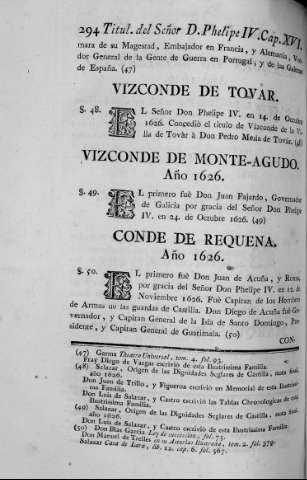 294 Titul. del Señor D. Phelipe IV. Cap. XVI.
mara de su Magestad, Embajador en Francia, y Alemania, Vee-
dor General de la Gente de Guerra en Portugal, y de las Galeras
de España. (47)
VIZCONDE DE TOVÁR.
§. 48. EL Señor Don Phelipe IV. en 14. de Octubre
1626. Concedió el titulo de Vizconde de la Vi-
lla de Tovàr à Don Pedro Mesia de Tovar. (48)
VIZCONDE DE MONTE-AGUDO.
Año 1626.
§. 49. EL primero fuè Don Juan Fajardo, Governador
de Galicia por gracia del Señor Don Phelipe
IV. en 24. de Octubre 1626. (49)
CONDE DE REQUENA.
Año 1626.
§. 50. EL primero fuè Don Juan de Acuña, y Rotas,
por gracia del Señor Don Phelipe IV. en 12. de
Noviembre 1626. Fuè Capitan de los Hombres
de Armas de las guardas de Castilla. Don Diego de Acuña fuè Go-
vernador, y Capitan General de la Isla de Santo Domingo, Pre-
sidente, y Capitan General de Guatimala. (50)
CON-
(47) Garma Theatro Universal, tom. 4. fol. 93.
Fray Diego de Vargas escrivió de esta Ilustrisima Familia.
(48) Salazar, Origen de las Dignidades Seglares de Castilla, nota
año 1626.
Don Juan de Trillo, y Figueroa escrivió en Memorial de esta Ilustrisi-
ma Familia.
Don Luis de Salazar, y Castro escrivió las Tablas Chronologicas de esta
Ilustrisima Familia.
(49) Salazar, Origen de las Dignidades Seglares de Castilla, nota
año 1626.
Don Luis de Salazar, y Castro escrivió de esta Ilustrisima Familia.
(50) Don Blas Garcia Ley de succession, fol. 73.
Don Manuel de Trelles en su Asturias Ilustrada, tom. 2. fol. 379.
Salazar Casa de Lara, lib. 12. cap. 6. fol. 567.